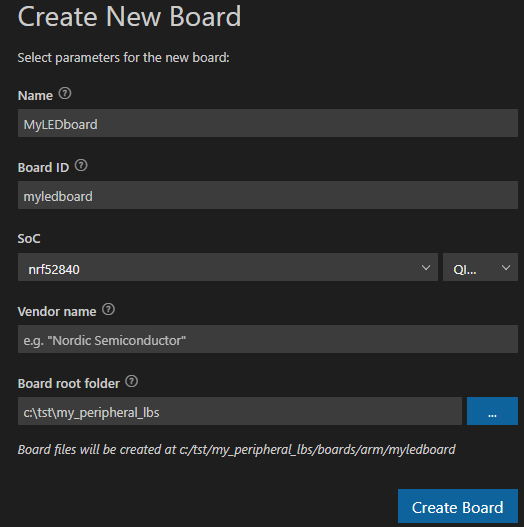 Create New Board
Select parameters for the new board:
Name
MyLEDboard
Board ID
myledboard
SoC
nrf52840 QI...
Vendor name
e.g. "Nordic Semiconductor"
Board root folder
c:\tst\my_peripheral_lbs ...
Board files will be created at c:/tst/my_peripheral_lbs/boards/arm/myledboard
Create Board